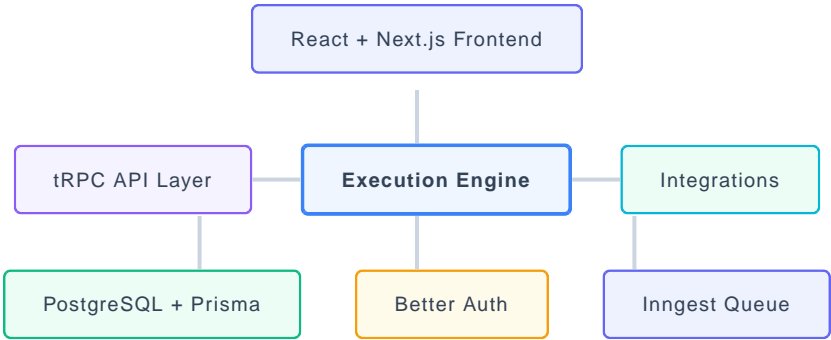 React + Next.js Frontend
tRPC API Layer
Execution Engine
Integrations
PostgreSQL + Prisma
Better Auth
Inngest Queue